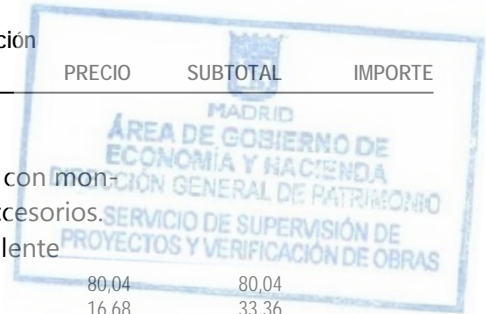 ción
PRECIO SUBTOTAL IMPORTE
MADRID
ÁREA DE GOBIERNO DE
ECONOMÍA Y HACIENDA
con mon-
DIRECCIÓN GENERAL DE PATRIMONIO
ccesorios.
SERVICIO DE SUPERVISIÓN DE
lente
PROYECTOS Y VERIFICACIÓN DE OBRAS
80,04 80,04
16,68 33,36